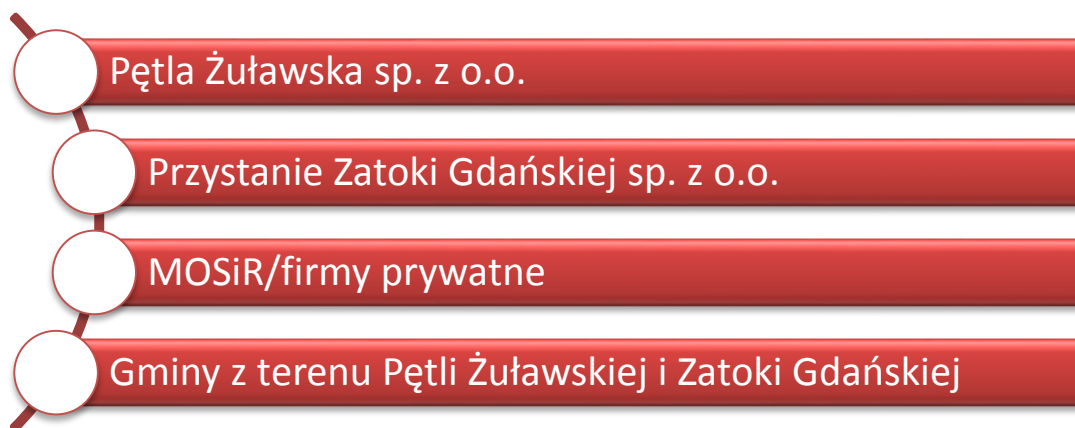 Pętla Żuławska sp. z o.o.
Przystanie Zatoki Gdańskiej sp. z o.o.
MOSiR/firmy prywatne
Gminy z terenu Pętli Żuławskiej i Zatoki Gdańskiej